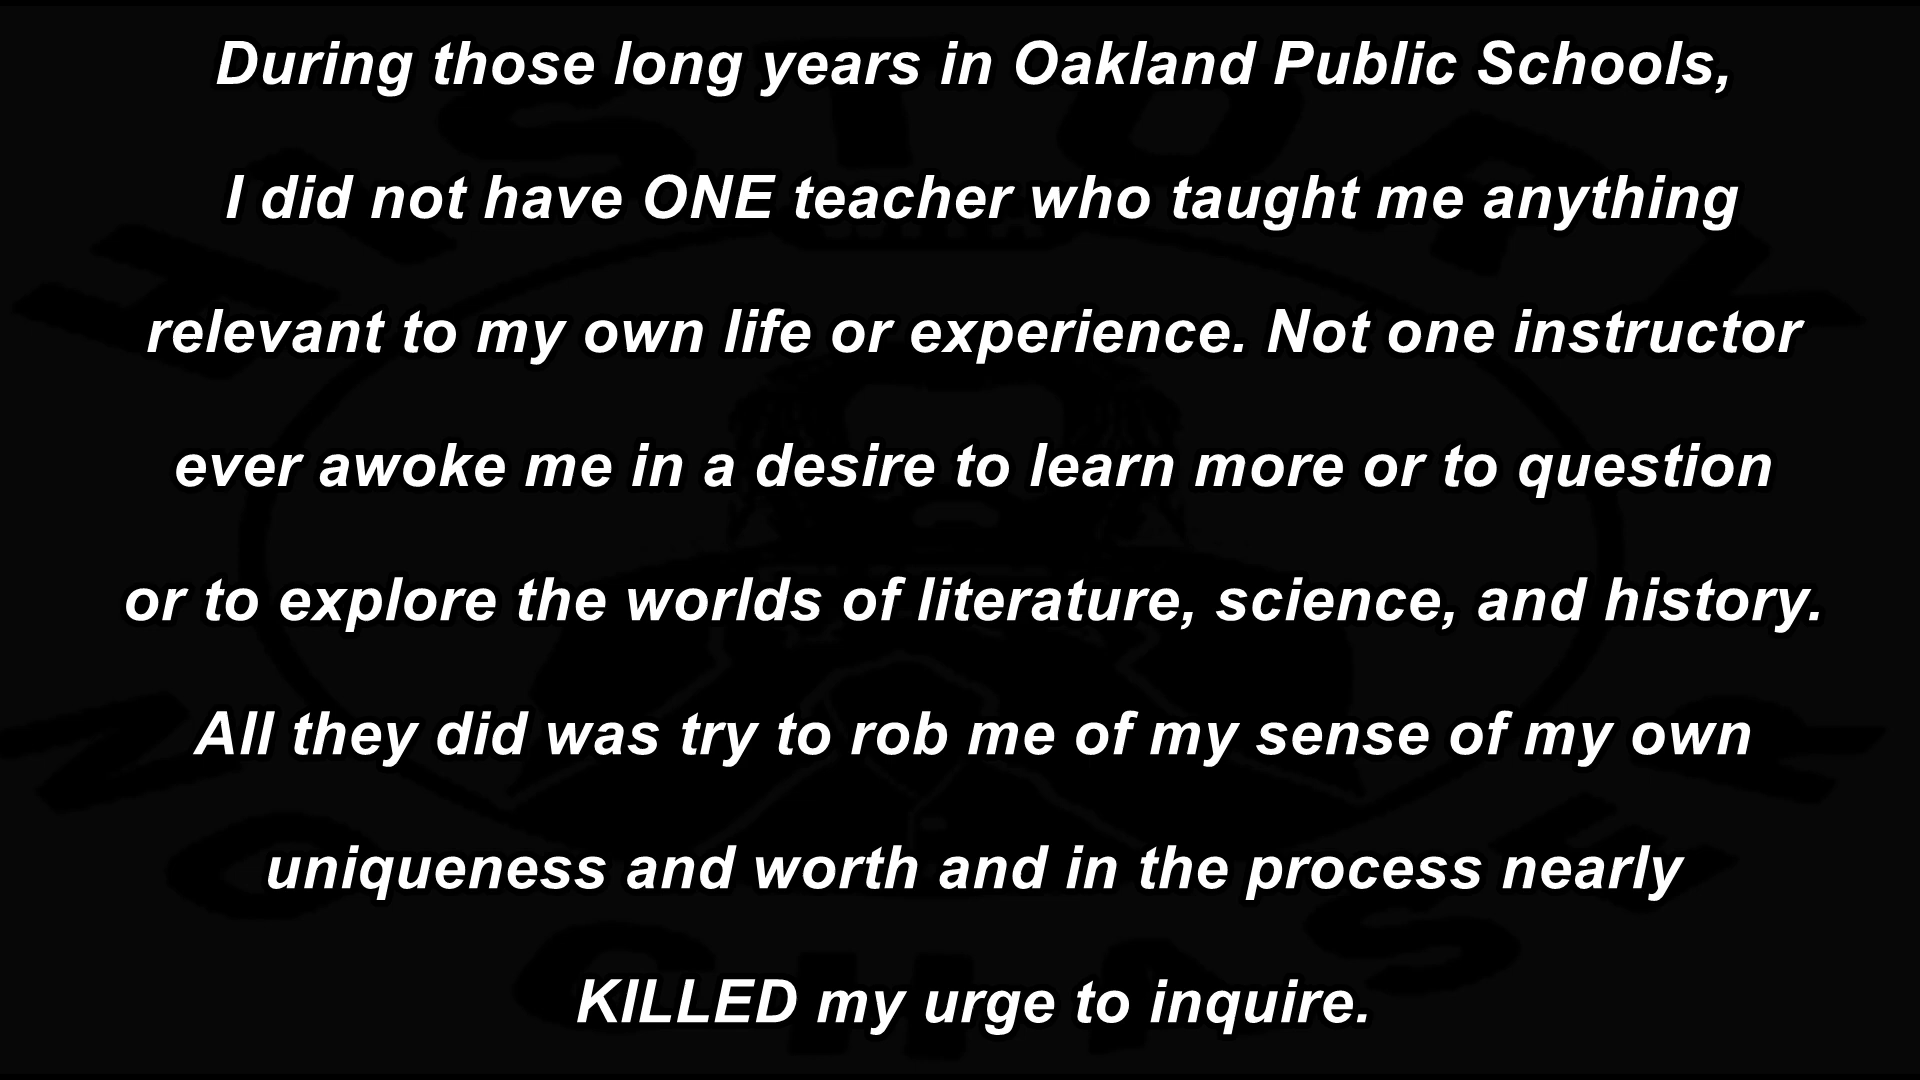 During those long years in Oakland Public Schools,
I did not have ONE teacher who taught me anything
relevant to my own life or experience. Not one instructor
ever awoke me in a desire to learn more or to question
or to explore the worlds of literature, science, and history.
All they did was try to rob me of my sense of my own
uniqueness and worth and in the process nearly
KILLED my urge to inquire.